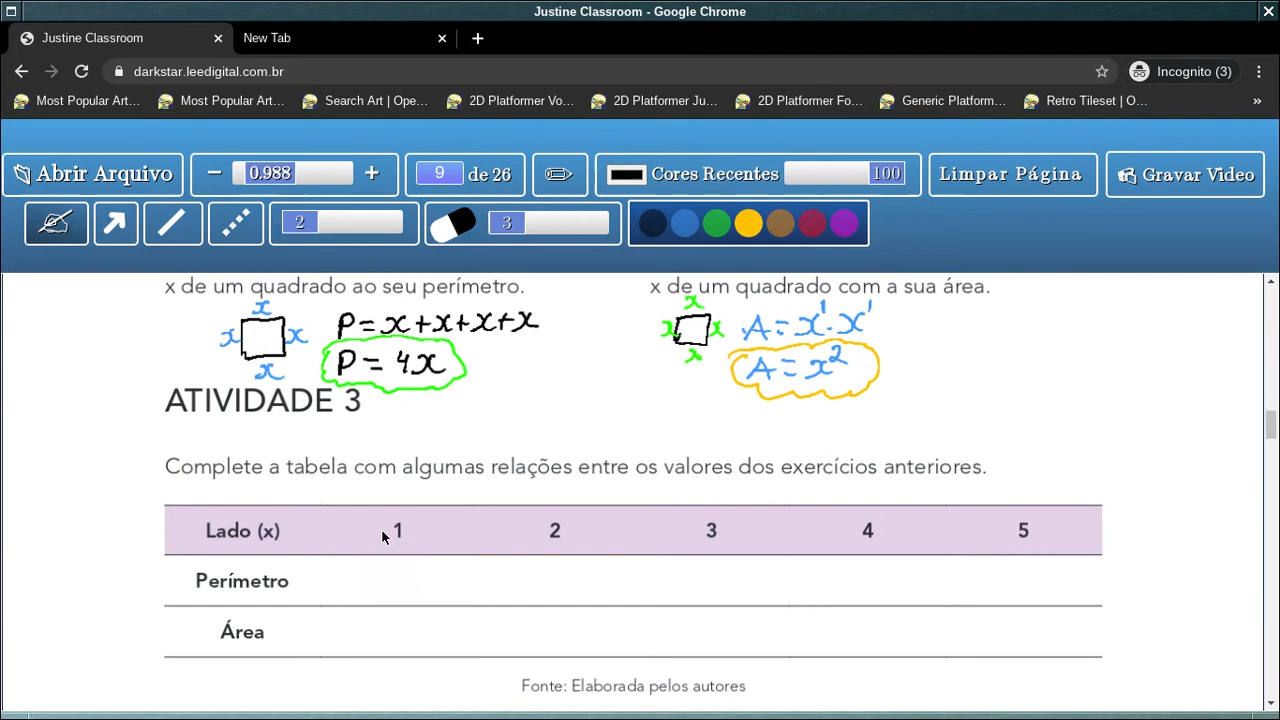 Justine Classroom - Google Chrome
Justine Classroom
New Tab
darkstar.leedigital.com.br
Incognito (3)
Most Popular Art...
Most Popular Art...
Search Art | Ope...
2D Platformer Vo...
2D Platformer Ju...
2D Platformer Fo...
Generic Platform...
Retro Tileset | O...
»
Abrir Arquivo
− 0.988 +
9 de 26
Cores Recentes 100
Limpar Página
Gravar Video
2
3
x de um quadrado ao seu perímetro.
x de um quadrado com a sua área.
x
x x
x
P = x+x+x+x
P = 4x
x
x x
x
A = x¹.x¹
A = x²
ATIVIDADE 3
Complete a tabela com algumas relações entre os valores dos exercícios anteriores.
Lado (x) 1 2 3 4 5
Perímetro
Área
Fonte: Elaborada pelos autores